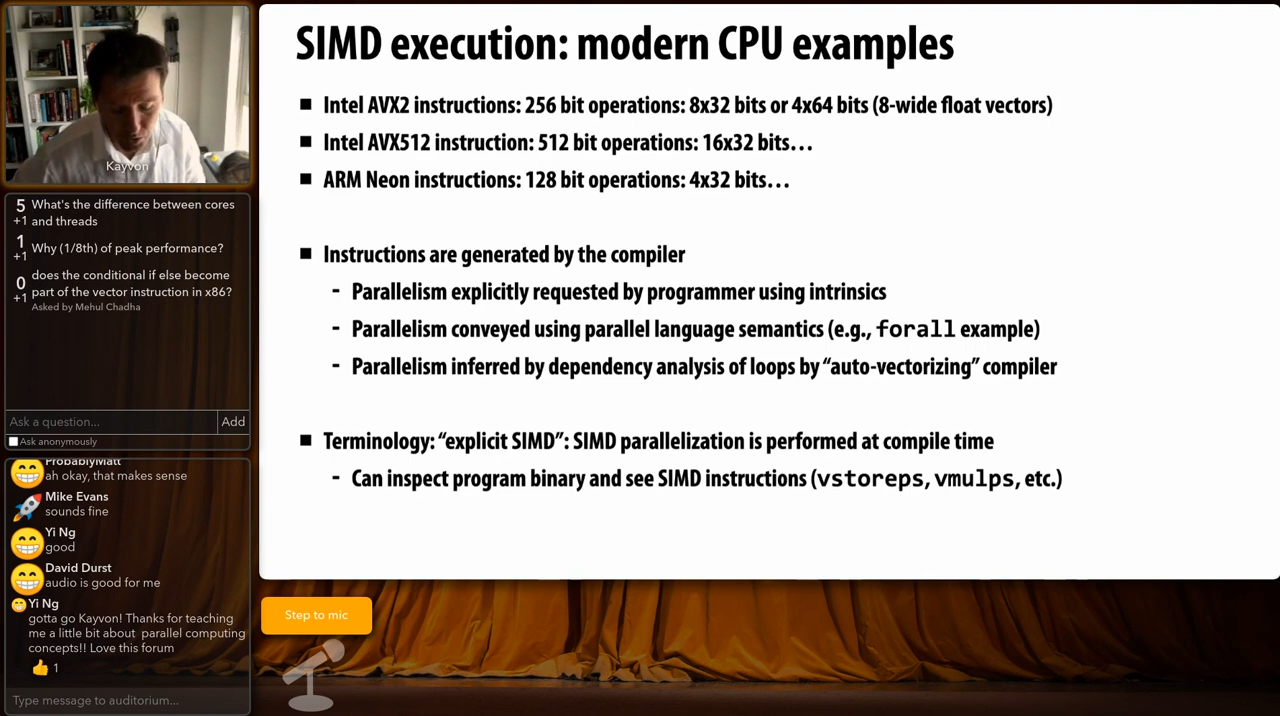 Kayvon
5 What's the difference between cores
+1 and threads
1 Why (1/8th) of peak performance?
+1
does the conditional if else become
0 part of the vector instruction in x86?
+1 Asked by Mehul Chadha
Ask a question...
Add
Ask anonymously
ProbablyMatt
ah okay, that makes sense
Mike Evans
sounds fine
Yi Ng
good
David Durst
audio is good for me
Yi Ng
gotta go Kayvon! Thanks for teaching
me a little bit about parallel computing
concepts!! Love this forum
1
Type message to auditorium...
SIMD execution: modern CPU examples
Intel AVX2 instructions: 256 bit operations: 8x32 bits or 4x64 bits (8-wide float vectors)
Intel AVX512 instruction: 512 bit operations: 16x32 bits...
ARM Neon instructions: 128 bit operations: 4x32 bits...
Instructions are generated by the compiler
- Parallelism explicitly requested by programmer using intrinsics
- Parallelism conveyed using parallel language semantics (e.g., forall example)
- Parallelism inferred by dependency analysis of loops by “auto-vectorizing” compiler
Terminology: “explicit SIMD”: SIMD parallelization is performed at compile time
- Can inspect program binary and see SIMD instructions (vstoreps, vmulps, etc.)
Step to mic